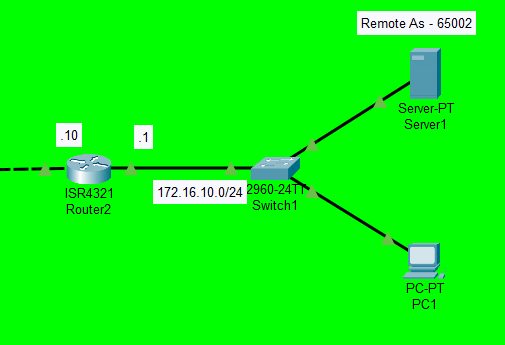 Remote As - 65002
Server-PT
Server1
.10
.1
ISR4321
Router2
172.16.10.0/24
2960-24TT
Switch1
PC-PT
PC1